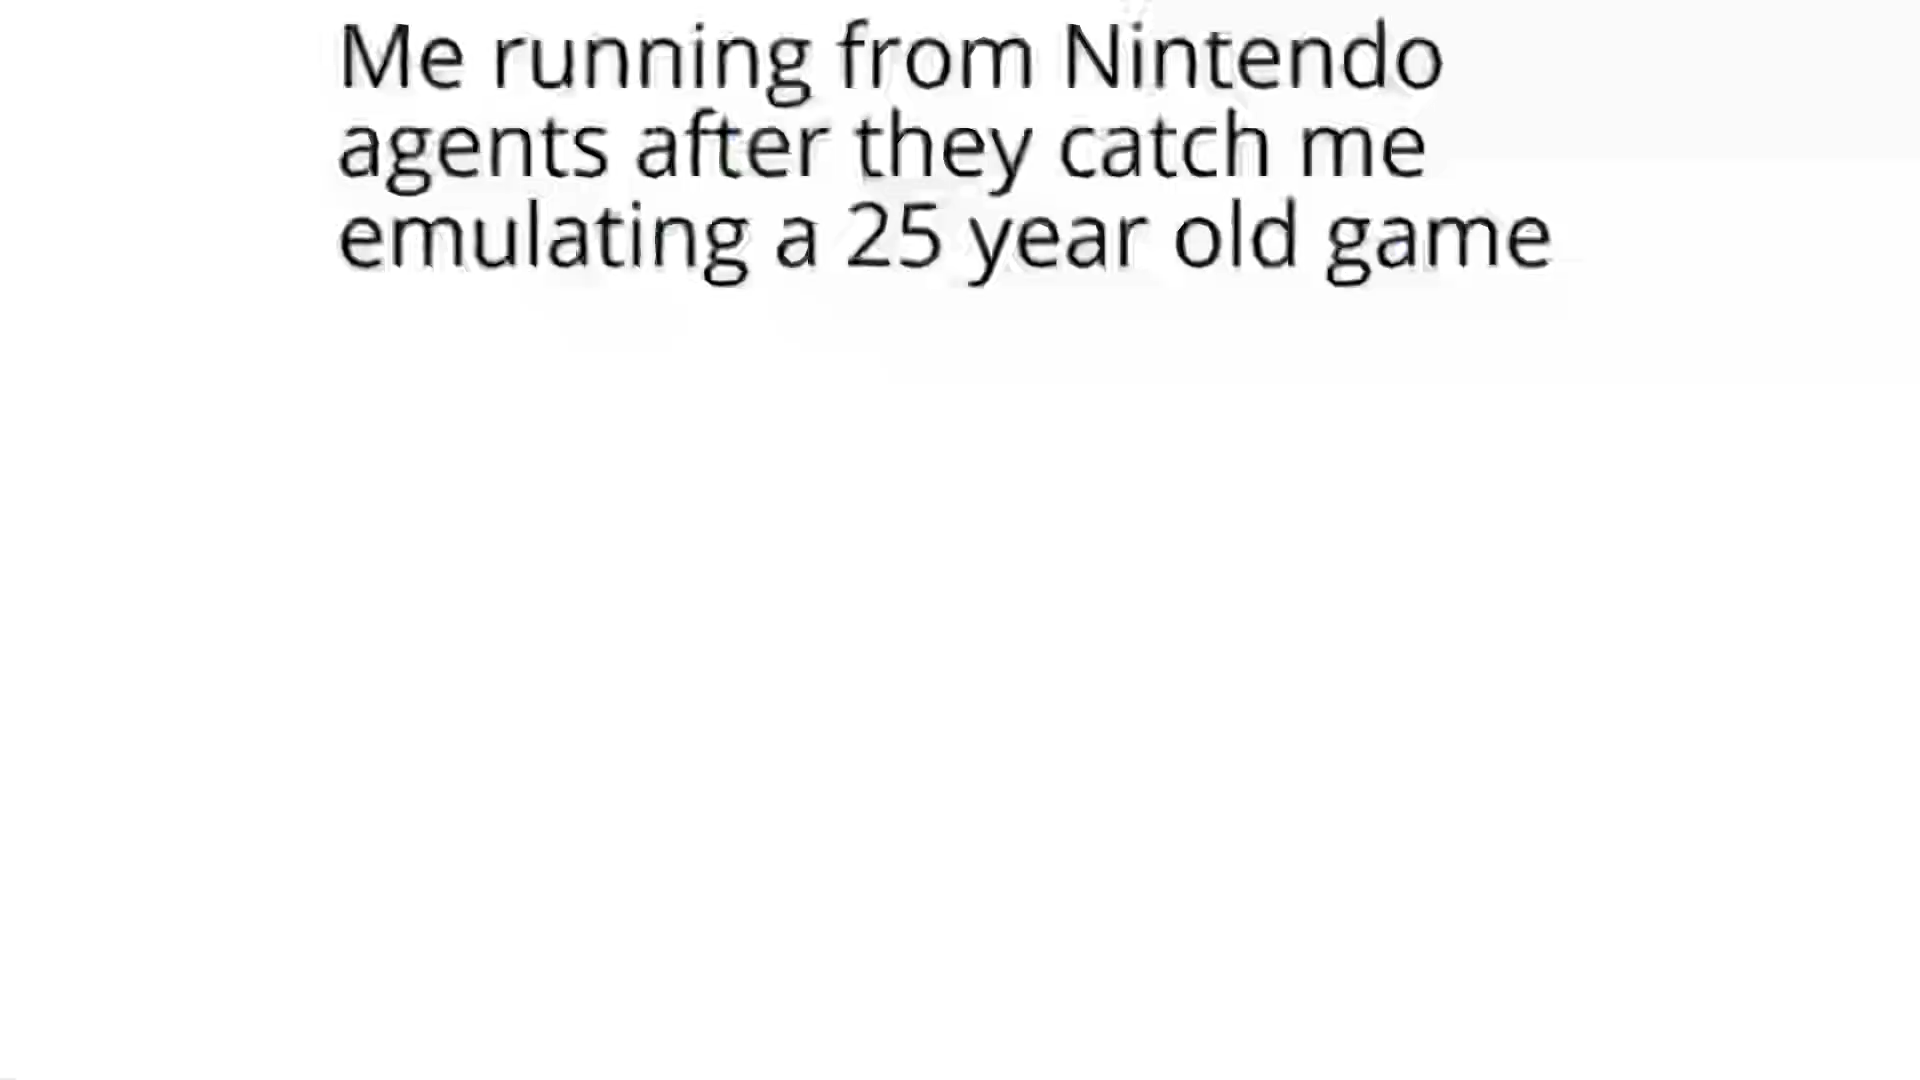 Me running from Nintendo
agents after they catch me
emulating a 25 year old game